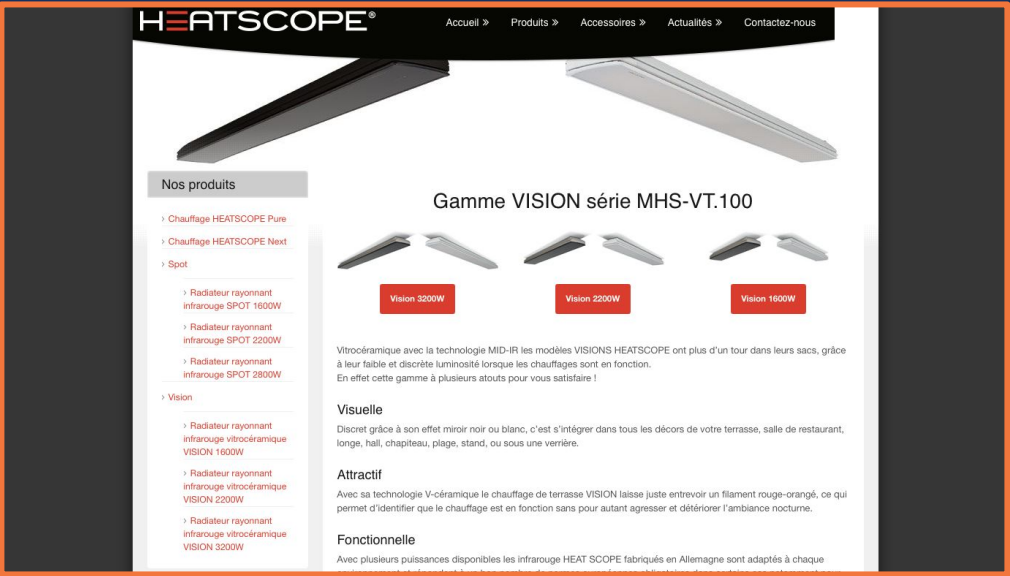 HEATSCOPE®
Accueil » Produits » Accessoires » Actualités » Contactez-nous
Nos produits
› Chauffage HEATSCOPE Pure
› Chauffage HEATSCOPE Next
› Spot
› Radiateur rayonnant
infrarouge SPOT 1600W
› Radiateur rayonnant
infrarouge SPOT 2200W
› Radiateur rayonnant
infrarouge SPOT 2800W
› Vision
› Radiateur rayonnant
infrarouge vitrocéramique
VISION 1600W
› Radiateur rayonnant
infrarouge vitrocéramique
VISION 2200W
› Radiateur rayonnant
infrarouge vitrocéramique
VISION 3200W
Gamme VISION série MHS-VT.100
Vision 3200W
Vision 2200W
Vision 1600W
Vitrocéramique avec la technologie MID-IR les modèles VISIONS HEATSCOPE ont plus d'un tour dans leurs sacs, grâce
à leur faible et discrète luminosité lorsque les chauffages sont en fonction.
En effet cette gamme à plusieurs atouts pour vous satisfaire !
Visuelle
Discret grâce à son effet miroir noir ou blanc, c'est s'intégrer dans tous les décors de votre terrasse, salle de restaurant,
longe, hall, chapiteau, plage, stand, ou sous une verrière.
Attractif
Avec sa technologie V-céramique le chauffage de terrasse VISION laisse juste entrevoir un filament rouge-orangé, ce qui
permet d'identifier que le chauffage est en fonction sans pour autant agresser et détériorer l'ambiance nocturne.
Fonctionnelle
Avec plusieurs puissances disponibles les infrarouge HEAT SCOPE fabriqués en Allemagne sont adaptés à chaque